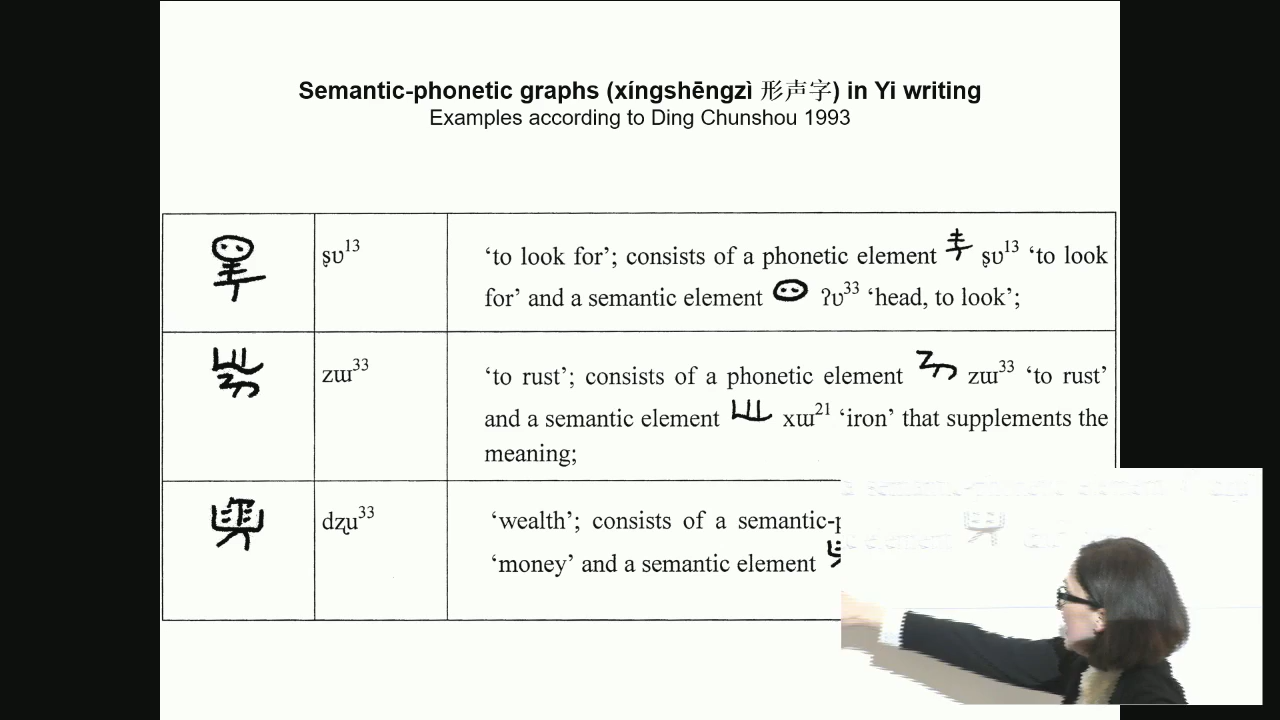 Semantic-phonetic graphs (xíngshēngzì 形声字) in Yi writing
Examples according to Ding Chunshou 1993
ʂʋ¹³
‘to look for’; consists of a phonetic element ʂʋ¹³ ‘to look
for’ and a semantic element ʔʋ³³ ‘head, to look’;
zɯ³³
‘to rust’; consists of a phonetic element zɯ³³ ‘to rust’
and a semantic element xɯ²¹ ‘iron’ that supplements the
meaning;
dʐu³³
‘wealth’; consists of a
‘money’ and a semantic element